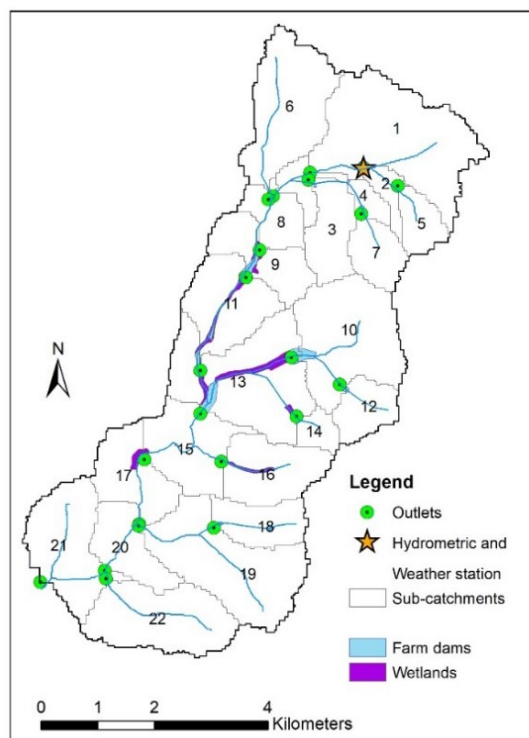 6
1
2
4
5
8
3
7
9
11
10
N
13
12
14
15
16
17
Legend
Outlets
Hydrometric and
Weather station
Sub-catchments
Farm dams
Wetlands
18
21
20
19
22
0 1 2 4
Kilometers